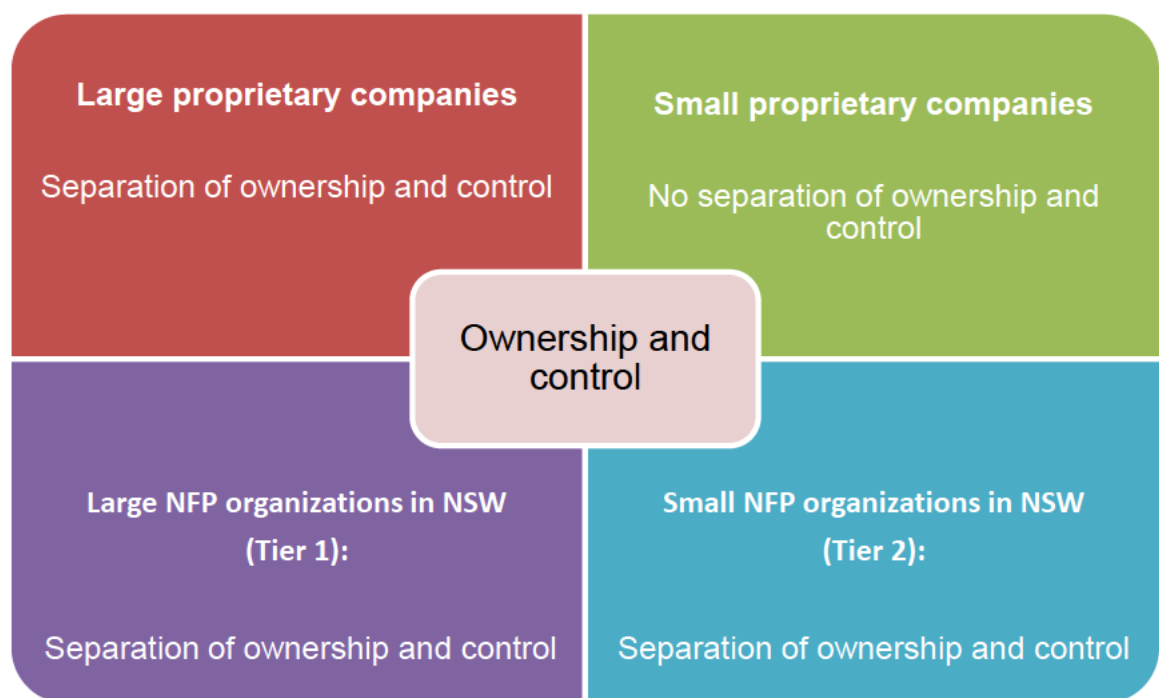 Large proprietary companies
Separation of ownership and control
Small proprietary companies
No separation of ownership and
control
Ownership and
control
Large NFP organizations in NSW
(Tier 1):
Separation of ownership and control
Small NFP organizations in NSW
(Tier 2):
Separation of ownership and control